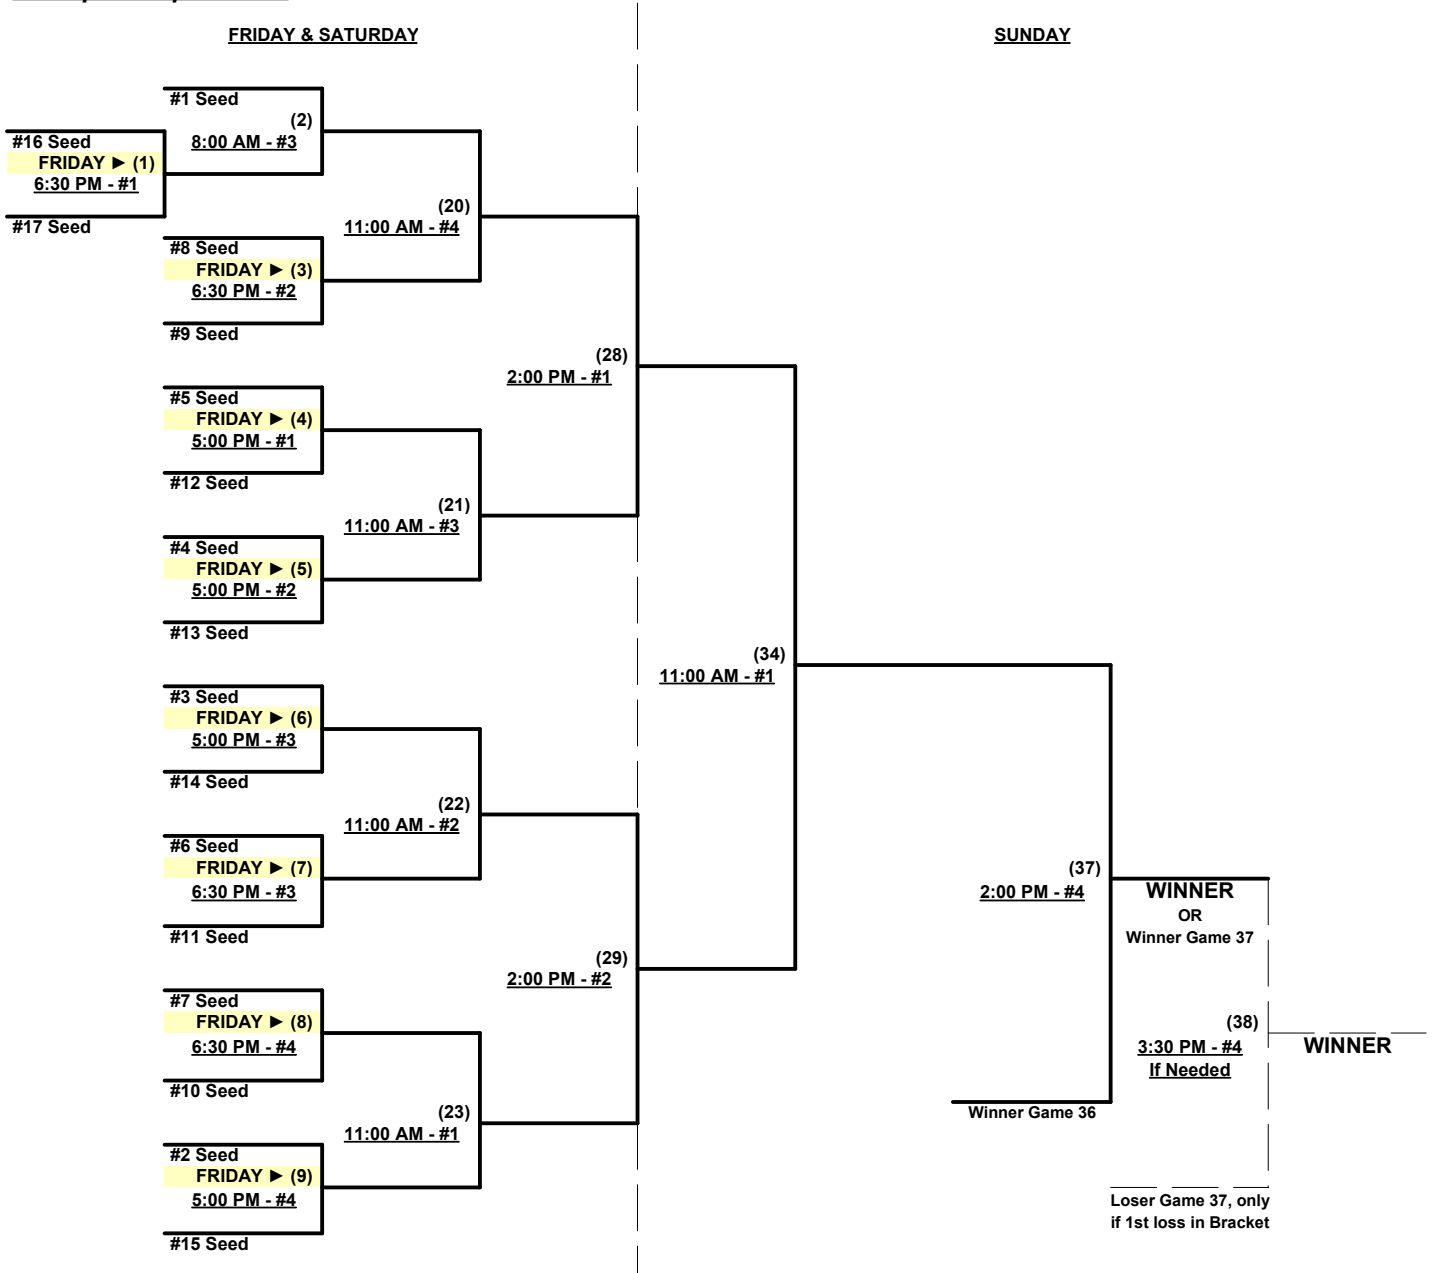 FRIDAY & SATURDAY
SUNDAY
#1 Seed
(2)
8:00 AM - #3
#16 Seed
FRIDAY ► (1)
6:30 PM - #1
#17 Seed
(20)
11:00 AM - #4
#8 Seed
FRIDAY ► (3)
6:30 PM - #2
#9 Seed
(28)
2:00 PM - #1
#5 Seed
FRIDAY ► (4)
5:00 PM - #1
#12 Seed
(21)
11:00 AM - #3
#4 Seed
FRIDAY ► (5)
5:00 PM - #2
#13 Seed
(34)
11:00 AM - #1
#3 Seed
FRIDAY ► (6)
5:00 PM - #3
#14 Seed
(22)
11:00 AM - #2
#6 Seed
FRIDAY ► (7)
6:30 PM - #3
#11 Seed
(37)
2:00 PM - #4
WINNER
OR
Winner Game 37
(29)
2:00 PM - #2
#7 Seed
FRIDAY ► (8)
6:30 PM - #4
#10 Seed
(38)
3:30 PM - #4
If Needed
WINNER
Winner Game 36
(23)
11:00 AM - #1
#2 Seed
FRIDAY ► (9)
5:00 PM - #4
#15 Seed
Loser Game 37, only
if 1st loss in Bracket